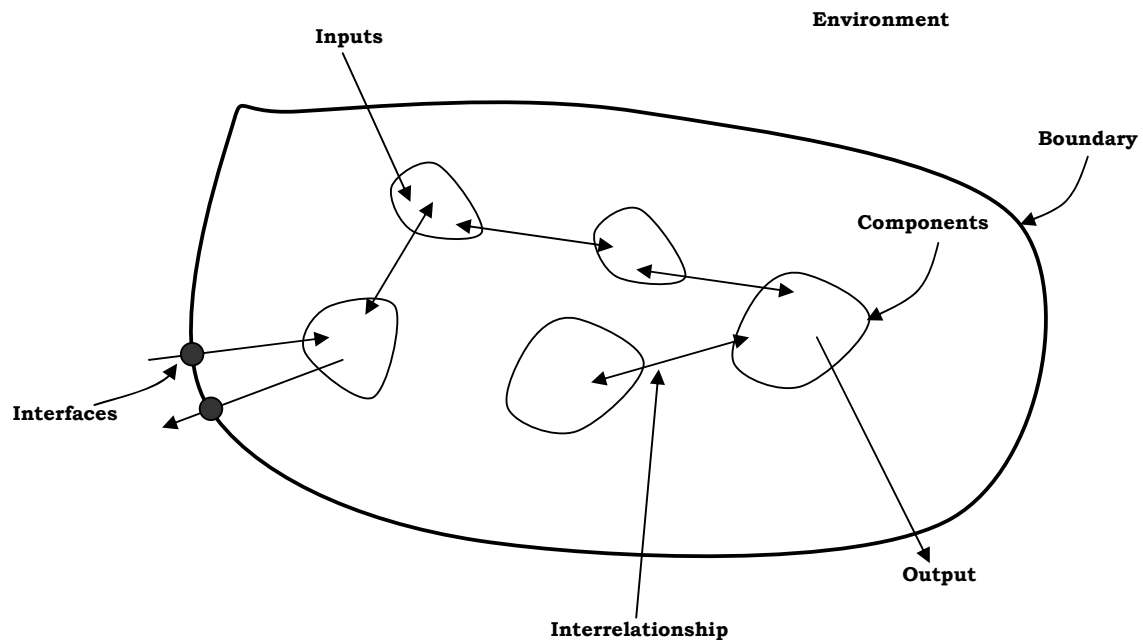 Environment
Inputs
Boundary
Components
Interfaces
Output
Interrelationship